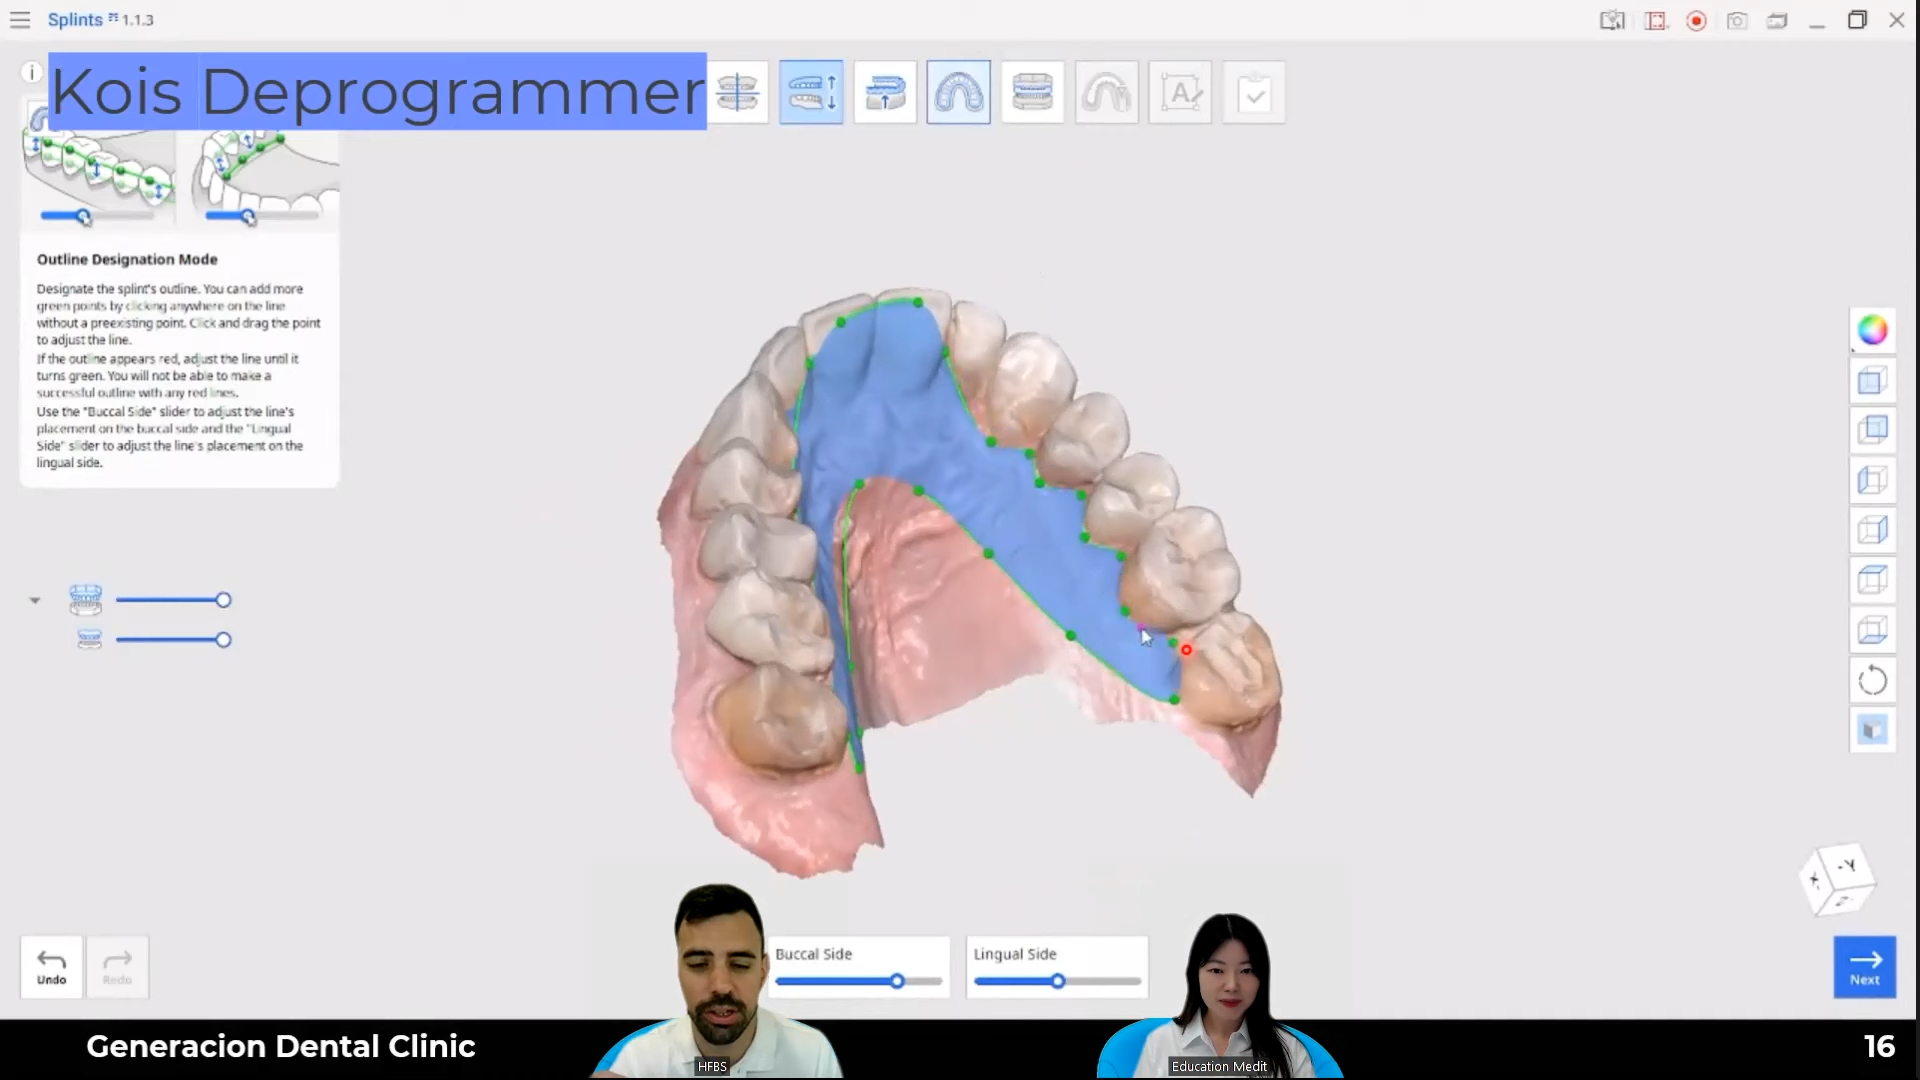 Splints 1.1.3
Kois Deprogrammer
A
Outline Designation Mode
Designate the splint's outline. You can add more
green points by clicking anywhere on the line
without a preexisting point. Click and drag the point
to adjust the line.
If the outline appears red, adjust the line until it
turns green. You will not be able to make a
successful outline with any red lines.
Use the "Buccal Side" slider to adjust the line's
placement on the buccal side and the "Lingual
Side" slider to adjust the line's placement on the
lingual side.
-Y
Undo
Redo
Buccal Side
Lingual Side
Next
Generacion Dental Clinic
HFBS
Education Medit
16